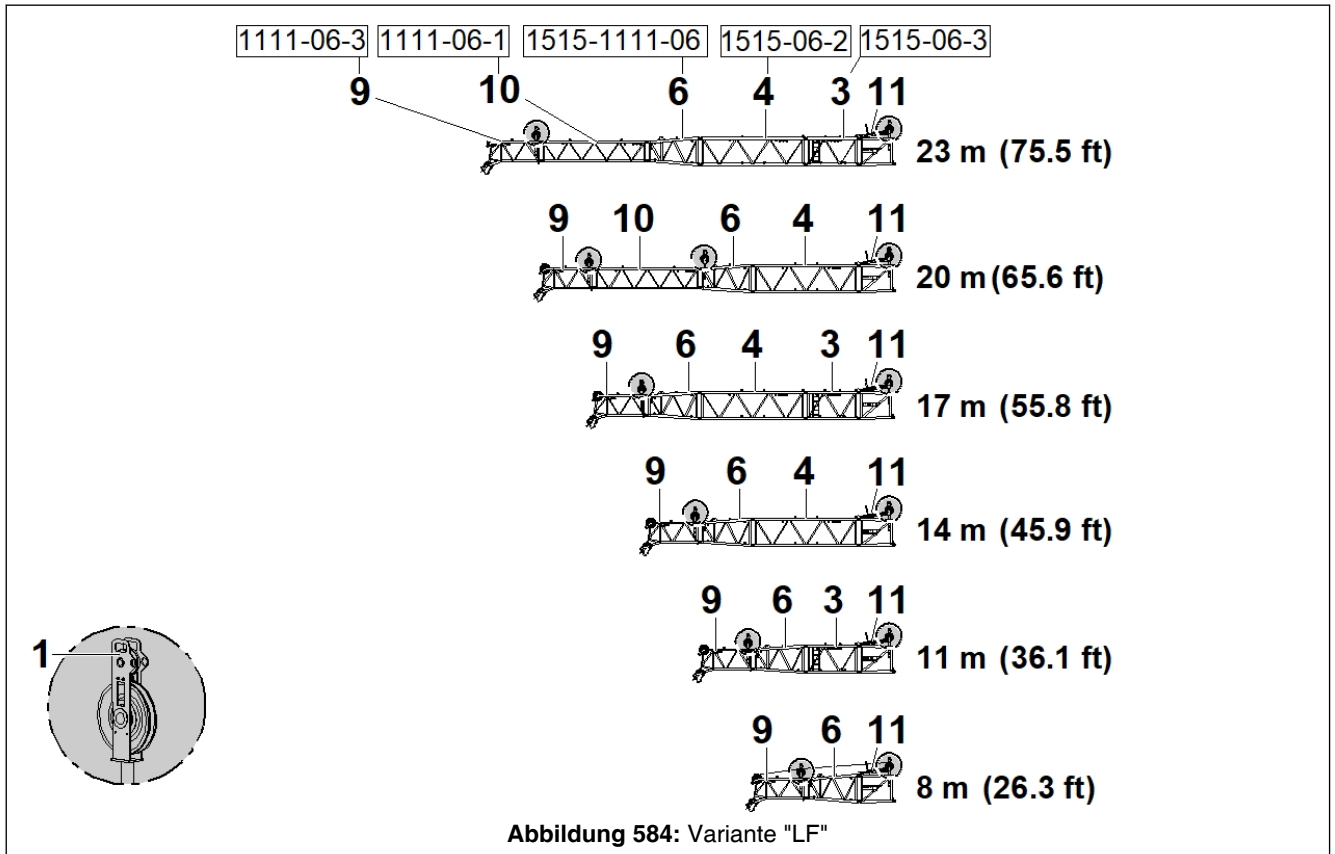 1111-06-3 1111-06-1 1515-1111-06 1515-06-2 1515-06-3
9 10 6 4 3 11
23 m (75.5 ft)
9 10 6 4 11
20 m (65.6 ft)
9 6 4 3 11
17 m (55.8 ft)
9 6 4 11
14 m (45.9 ft)
9 6 3 11
11 m (36.1 ft)
1
9 6 11
8 m (26.3 ft)
Abbildung 584: Variante "LF"